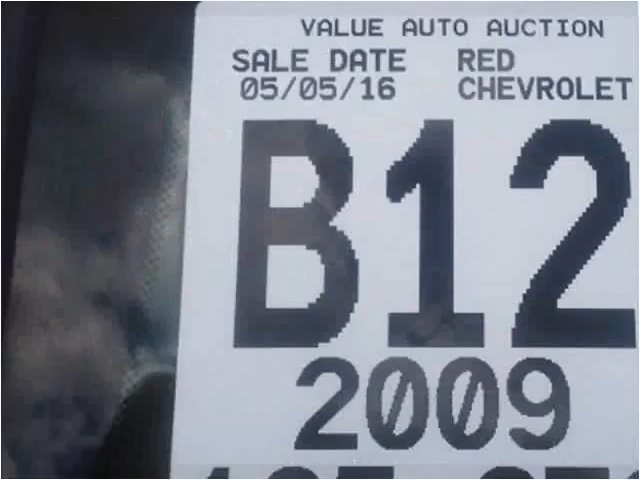 VALUE AUTO AUCTION
SALE DATE RED
05/05/16 CHEVROLET
B12
2009